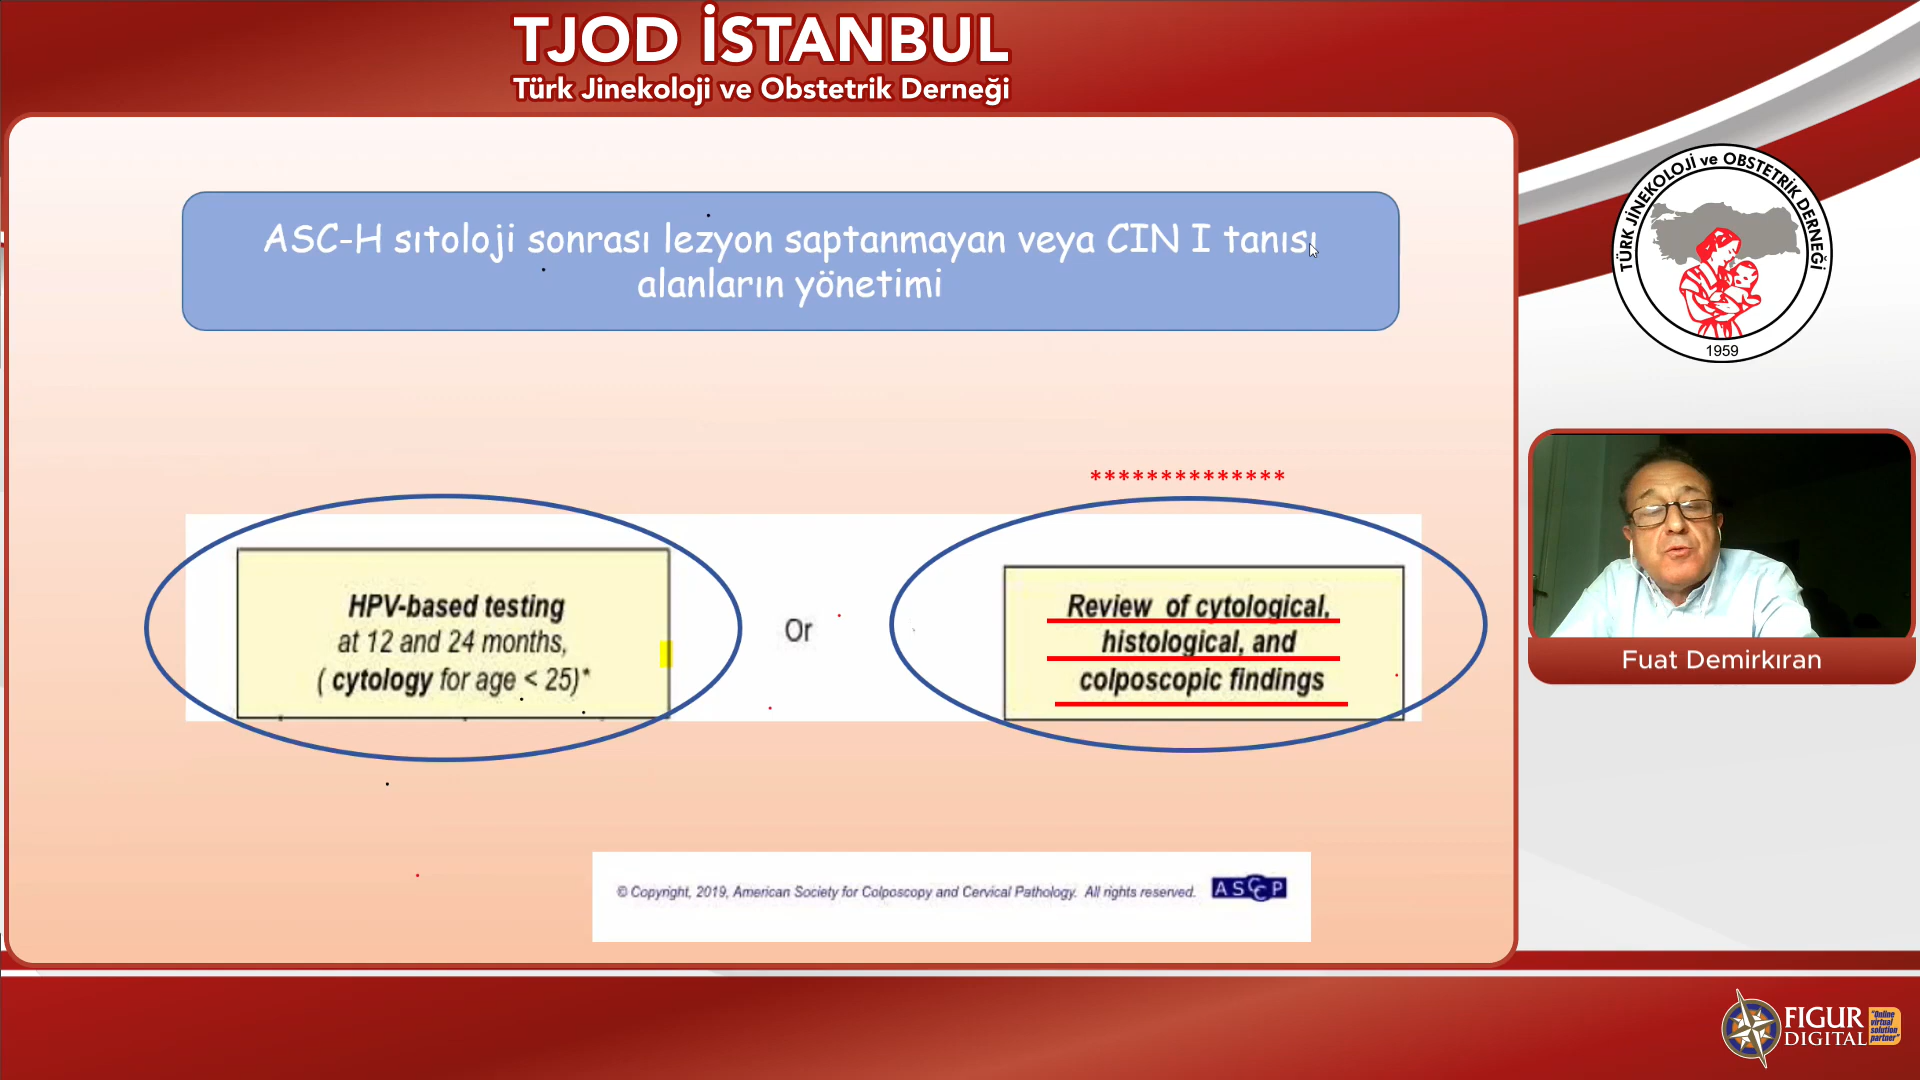 TJOD İSTANBUL
Türk Jinekoloji ve Obstetrik Derneği
ASC-H sıtoloji sonrası lezyon saptanmayan veya CIN I tanısı
alanların yönetimi
**************
HPV-based testing
at 12 and 24 months,
( cytology for age < 25)*
Or
Review of cytological,
histological, and
colposcopic findings
© Copyright, 2019, American Society for Colposcopy and Cervical Pathology. All rights reserved.
ASCCP
TÜRK JİNEKOLOJİ ve OBSTETRİK DERNEĞİ
1959
Fuat Demirkıran
FIGUR
DIGITAL
"Online
virtual
solution
partner"